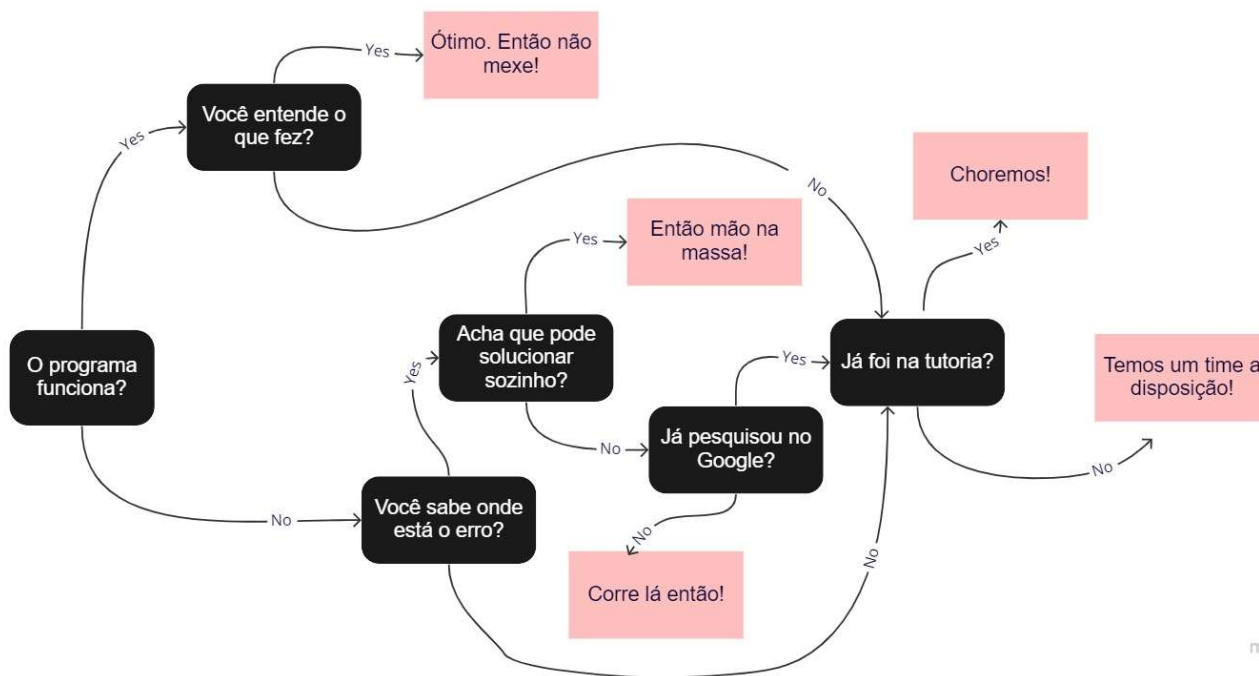 Ótimo. Então não
mexe!
Yes
Você entende o
que fez?
Yes
No
Choremos!
Yes
Então mão na
massa!
Yes
O programa
funciona?
Acha que pode
solucionar
sozinho?
Yes
Yes
Já foi na tutoria?
Temos um time a
disposição!
No
Já pesquisou no
Google?
No
No
Você sabe onde
está o erro?
No
No
Corre lá então!